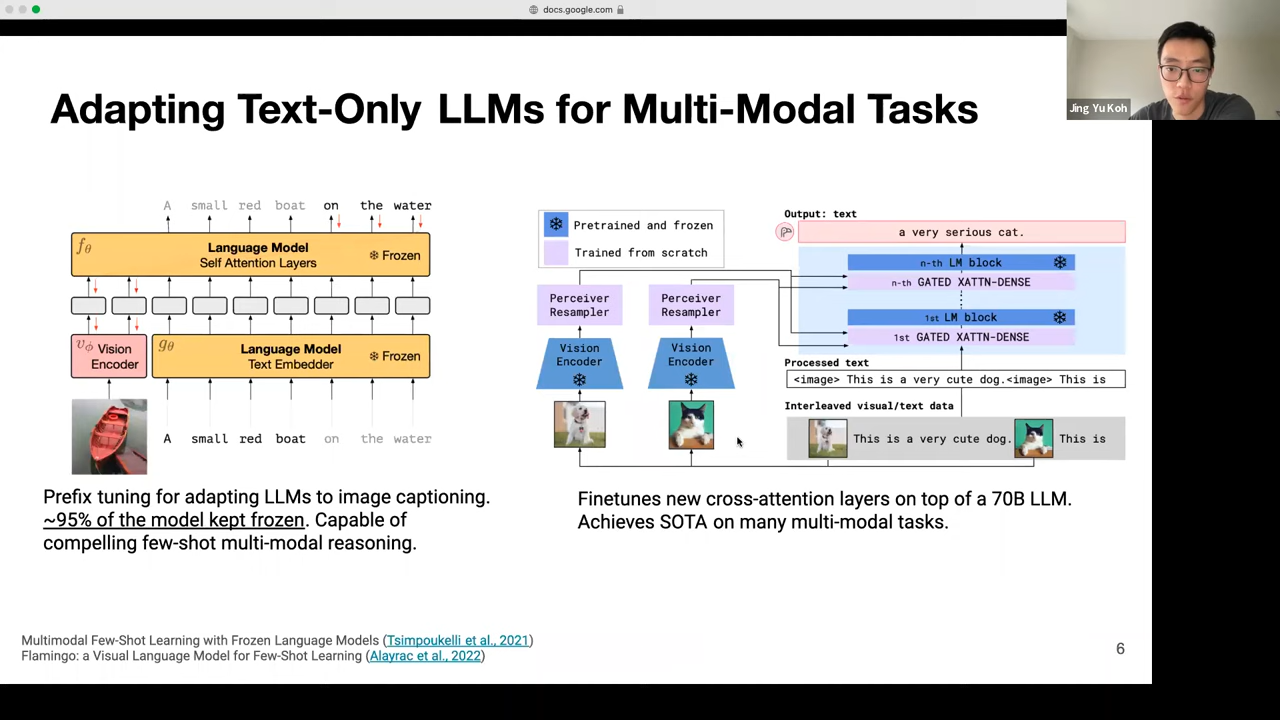 docs.google.com
Jing Yu Koh
Adapting Text-Only LLMs for Multi-Modal Tasks
A small red boat on the water
fθ
Language Model
Self Attention Layers
❄ Frozen
vϕ Vision
Encoder
gθ
Language Model
Text Embedder
❄ Frozen
A small red boat on the water
Prefix tuning for adapting LLMs to image captioning.
~95% of the model kept frozen. Capable of
compelling few-shot multi-modal reasoning.
Pretrained and frozen
Trained from scratch
Perceiver
Resampler
Perceiver
Resampler
Vision
Encoder
Vision
Encoder
Output: text
a very serious cat.
n-th LM block
n-th GATED XATTN-DENSE
1st LM block
1st GATED XATTN-DENSE
Processed text
<image> This is a very cute dog.<image> This is
Interleaved visual/text data
This is a very cute dog. This is
Finetunes new cross-attention layers on top of a 70B LLM.
Achieves SOTA on many multi-modal tasks.
Multimodal Few-Shot Learning with Frozen Language Models (Tsimpoukelli et al., 2021)
Flamingo: a Visual Language Model for Few-Shot Learning (Alayrac et al., 2022)
6